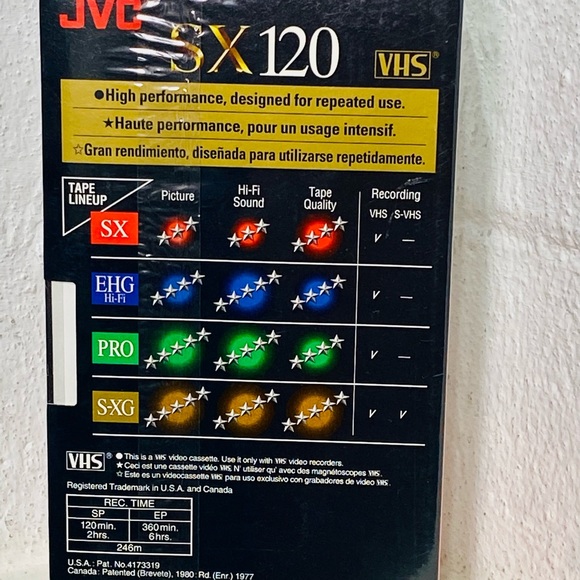 JVC
SX 120
VHS®
●High performance, designed for repeated use.
★Haute performance, pour un usage intensif.
☆Gran rendimiento, diseñada para utilizarse repetidamente.
TAPE LINEUP
Picture
Hi-Fi Sound
Tape Quality
Recording
VHS / S-VHS
SX
EHG
Hi-Fi
PRO
S-XG
VHS® ●This is a VHS video cassette. Use it only with VHS video recorders.
★Ceci est une cassette vidéo VHS. N' utiliser qu' avec des magnétoscopes VHS.
☆Este es un videocassette VHS; para uso exclusivo con grabadores de video VHS.
Registered Trademark in U.S.A. and Canada
REC. TIME
SP EP
120min. 360min.
2hrs. 6hrs.
246m
U.S.A.: Pat. No.4173319
Canada: Patented (Brevete), 1980: Rd. (Enr.) 1977